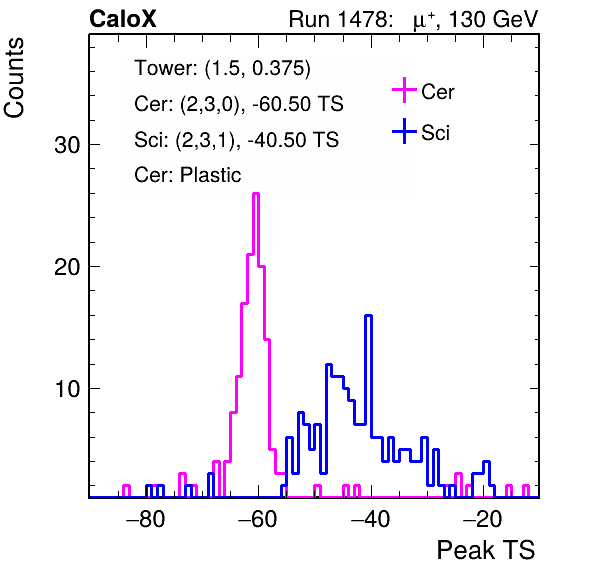 CaloX Run 1478: μ⁺, 130 GeV
Counts
Tower: (1.5, 0.375)
Cer: (2,3,0), -60.50 TS
Sci: (2,3,1), -40.50 TS
Cer: Plastic
Cer
Sci
30
20
10
−80 −60 −40 −20
Peak TS